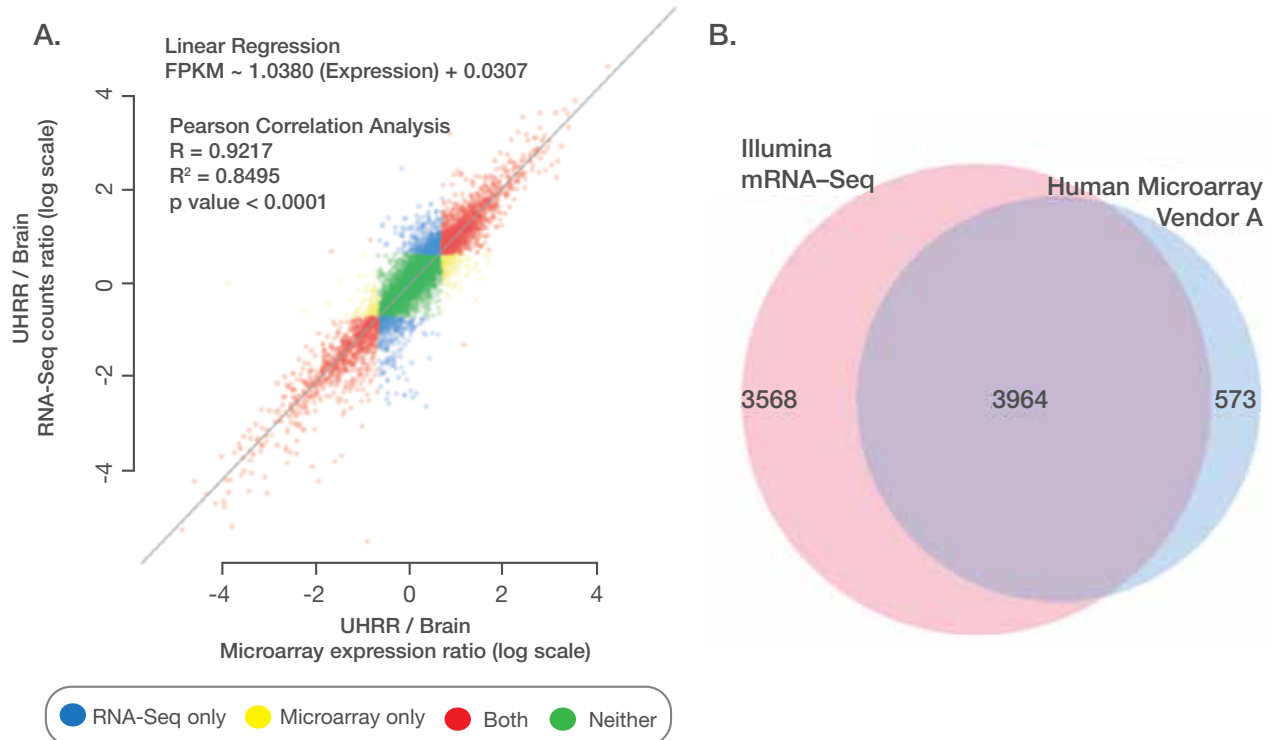 A.
Linear Regression
FPKM ~ 1.0380 (Expression) + 0.0307
Pearson Correlation Analysis
R = 0.9217
R² = 0.8495
p value < 0.0001
UHRR / Brain
RNA-Seq counts ratio (log scale)
4
2
0
-2
-4
-4
-2
0
2
4
UHRR / Brain
Microarray expression ratio (log scale)
RNA-Seq only
Microarray only
Both
Neither
B.
Illumina
mRNA–Seq
Human Microarray
Vendor A
3568
3964
573